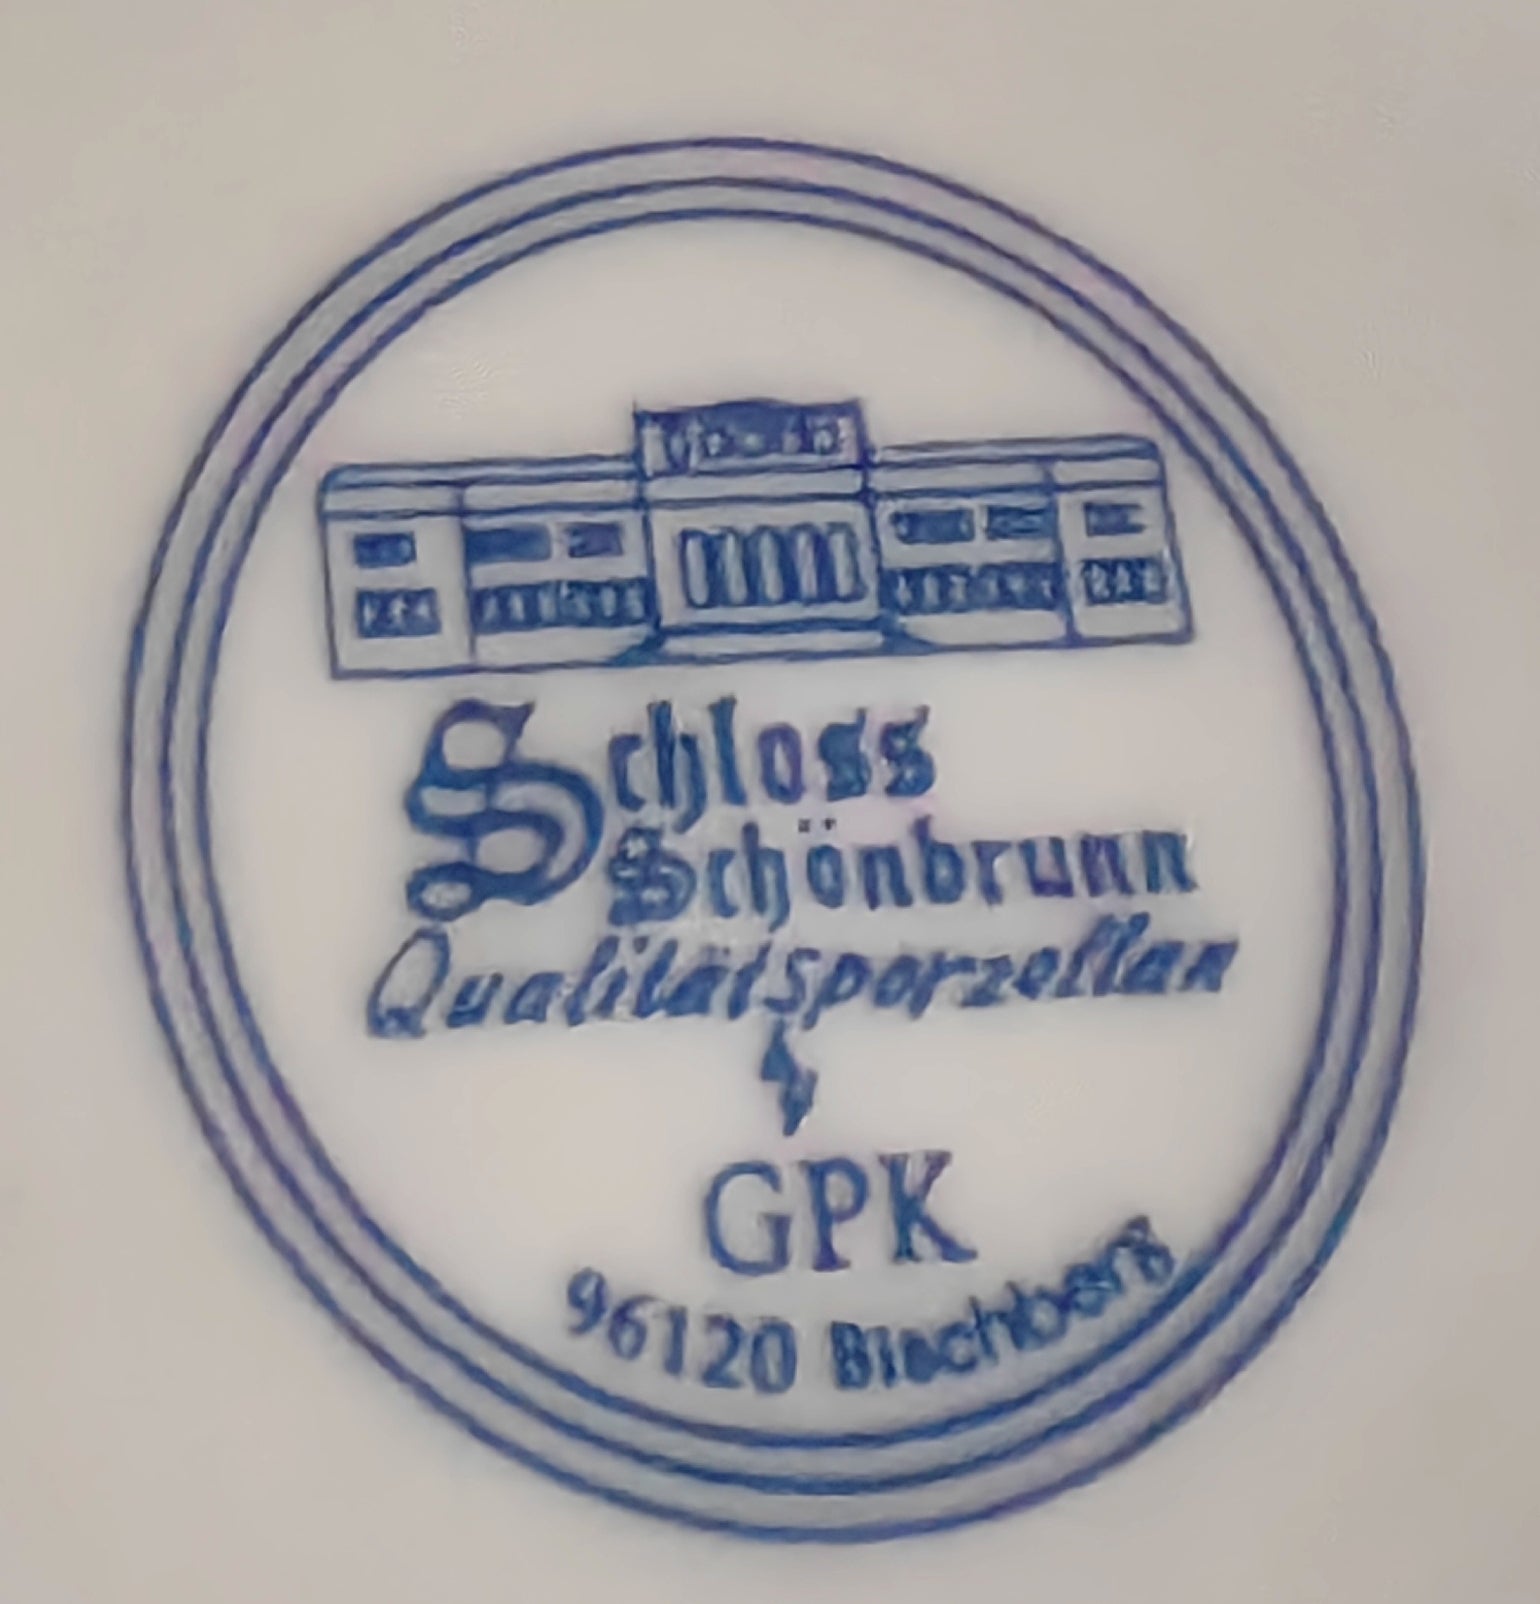 Schloss
Schönbrunn
Qualitätsporzellan
GPK
96120 Bischberg